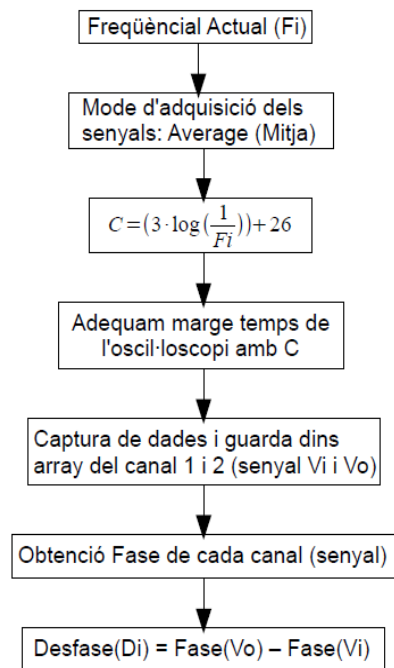 Freqüèncial Actual (Fi)
Mode d'adquisició dels
senyals: Average (Mitja)
C=(3·log(1/Fi))+26
Adequam marge temps de
l'oscil·loscopi amb C
Captura de dades i guarda dins
array del canal 1 i 2 (senyal Vi i Vo)
Obtenció Fase de cada canal (senyal)
Desfase(Di) = Fase(Vo) – Fase(Vi)